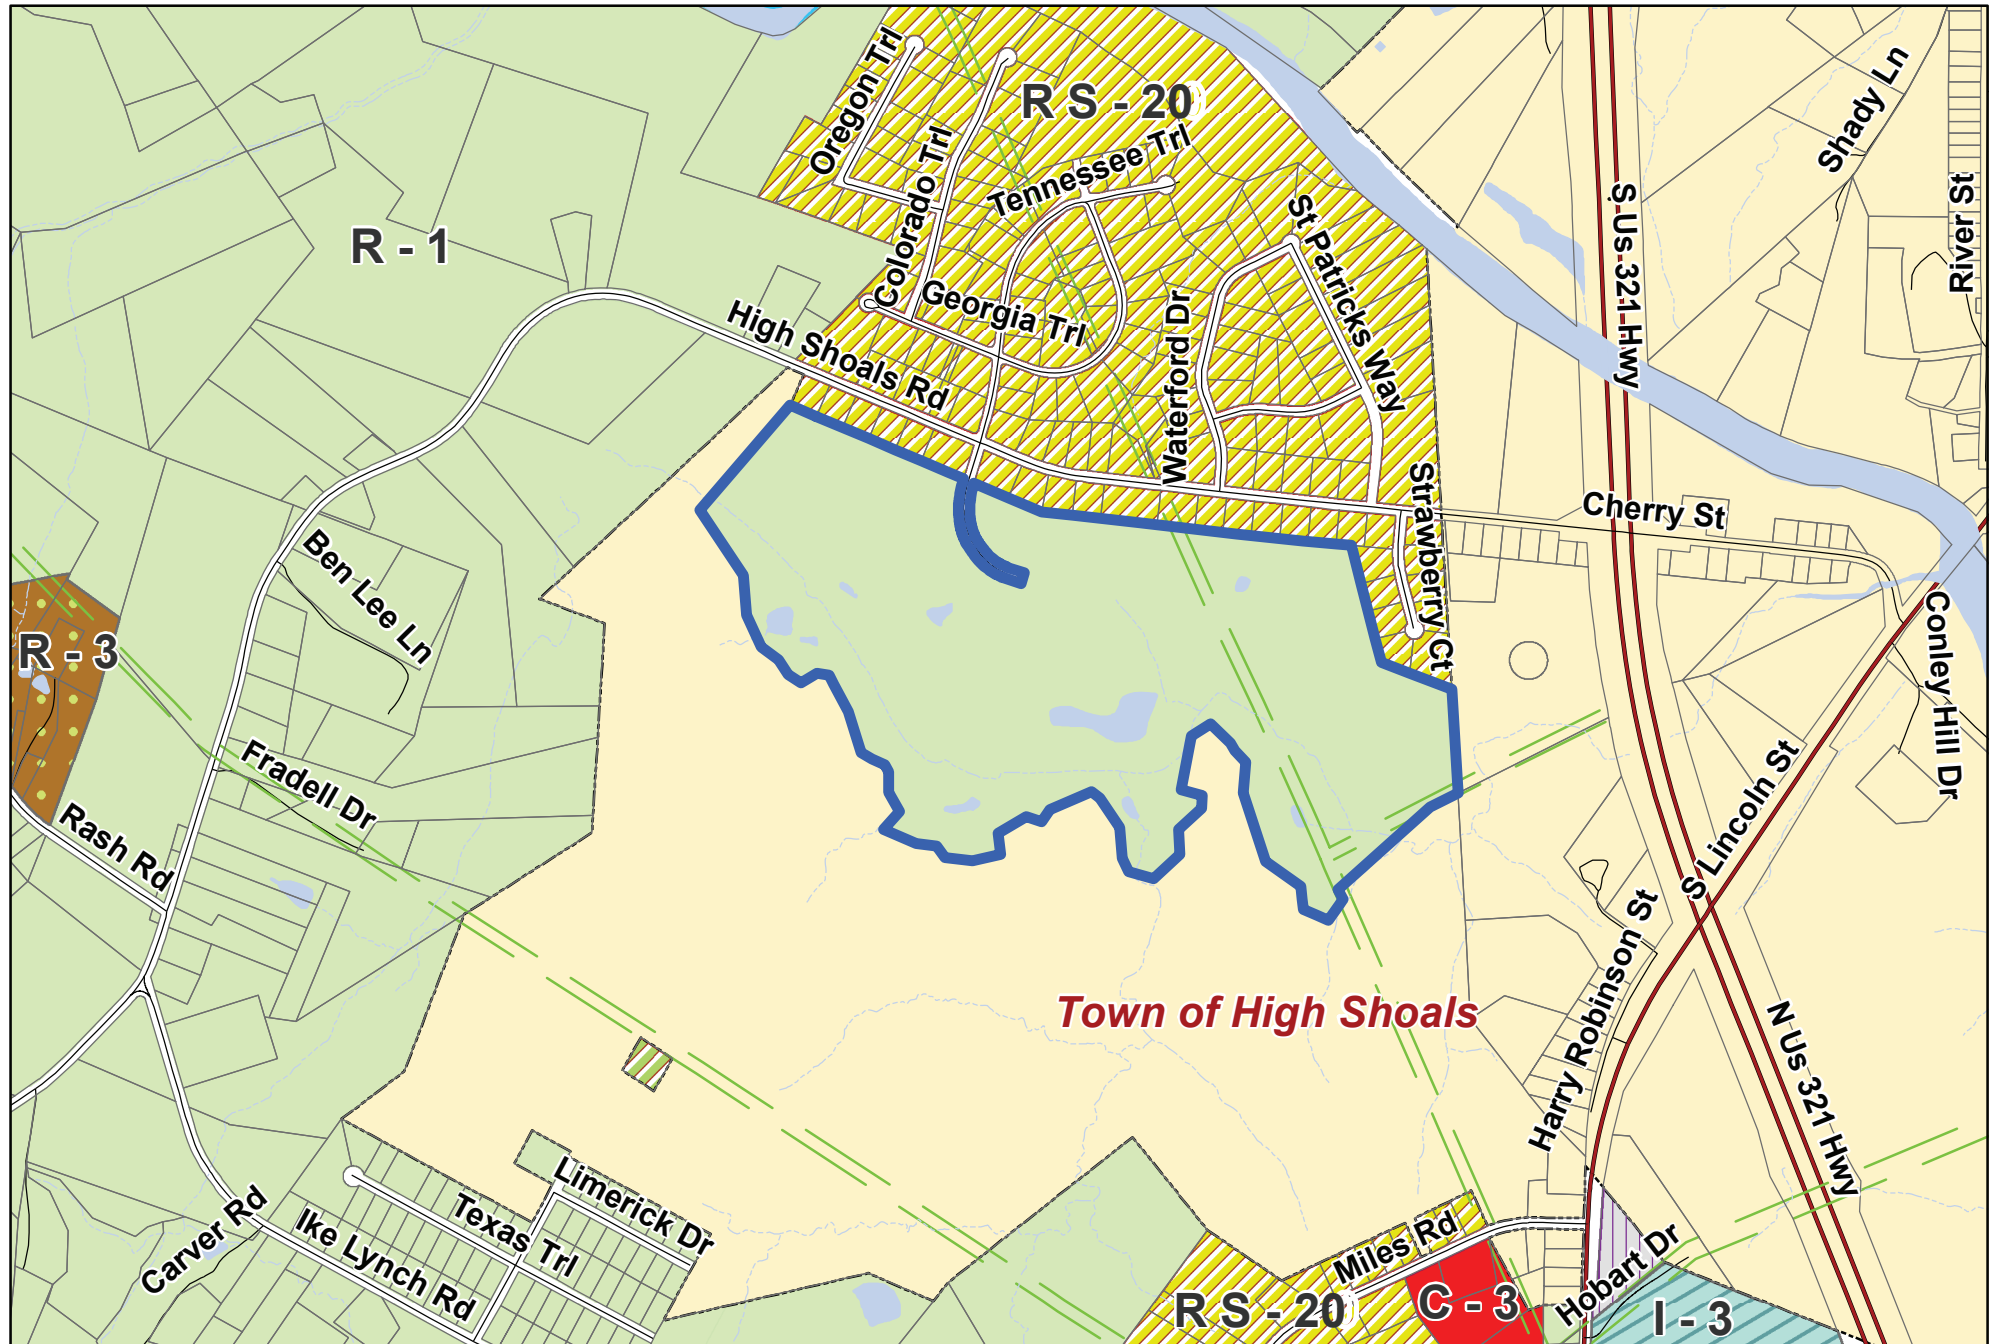 Oregon Trl
R S - 20
Shady Ln
Colorado Trl
Tennessee Trl
River St
R - 1
St Patricks Way
S Us 321 Hwy
Georgia Trl
High Shoals Rd
Waterford Dr
Strawberry Ct
Cherry St
Ben Lee Ln
R - 3
Conley Hill Dr
Fradell Dr
Rash Rd
S Lincoln St
Harry Robinson St
Town of High Shoals
N Us 321 Hwy
Limerick Dr
Texas Trl
Carver Rd
Ike Lynch Rd
Miles Rd
Hobart Dr
R S - 20
C - 3
I - 3